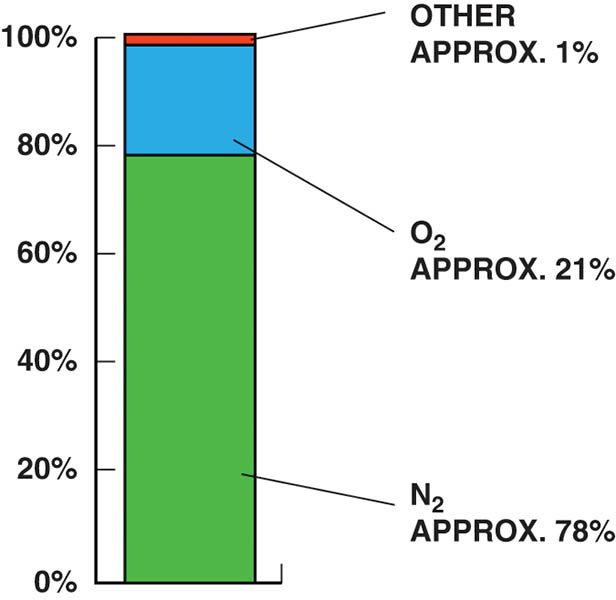 100%
80%
60%
40%
20%
0%
OTHER
APPROX. 1%
O₂
APPROX. 21%
N₂
APPROX. 78%